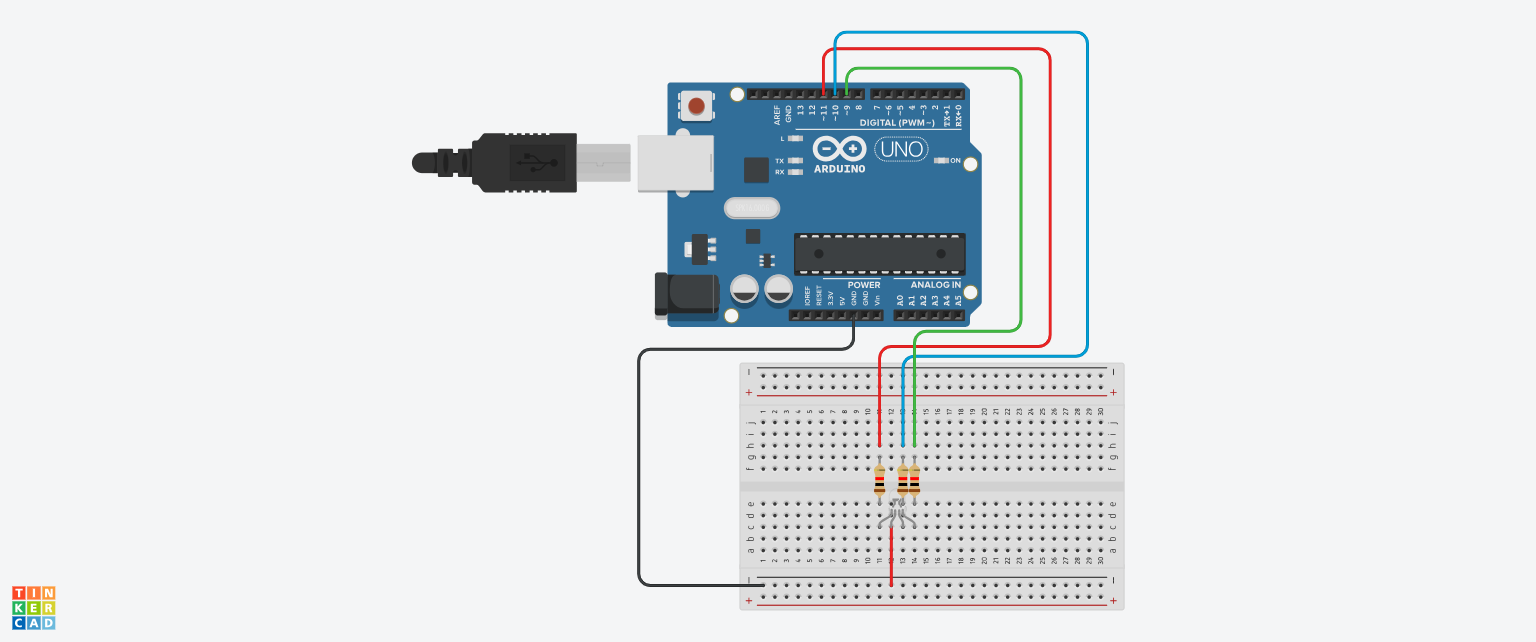 AREF
GND
13
12
~11
~10
~9
8
7
~6
~5
4
~3
2
TX→1
RX←0
DIGITAL (PWM~)
L
TX
RX
ARDUINO
UNO
ON
POWER
ANALOG IN
IOREF
RESET
3.3V
5V
GND
GND
Vin
A0
A1
A2
A3
A4
A5
− −
+ +
1 2 3 4 5 6 7 8 9 10 11 12 13 14 15 16 17 18 19 20 21 22 23 24 25 26 27 28 29 30
j j
i i
h h
g g
f f
e e
d d
c c
b b
a a
1 2 3 4 5 6 7 8 9 10 11 12 13 14 15 16 17 18 19 20 21 22 23 24 25 26 27 28 29 30
− −
+ +
TIN
KER
CAD